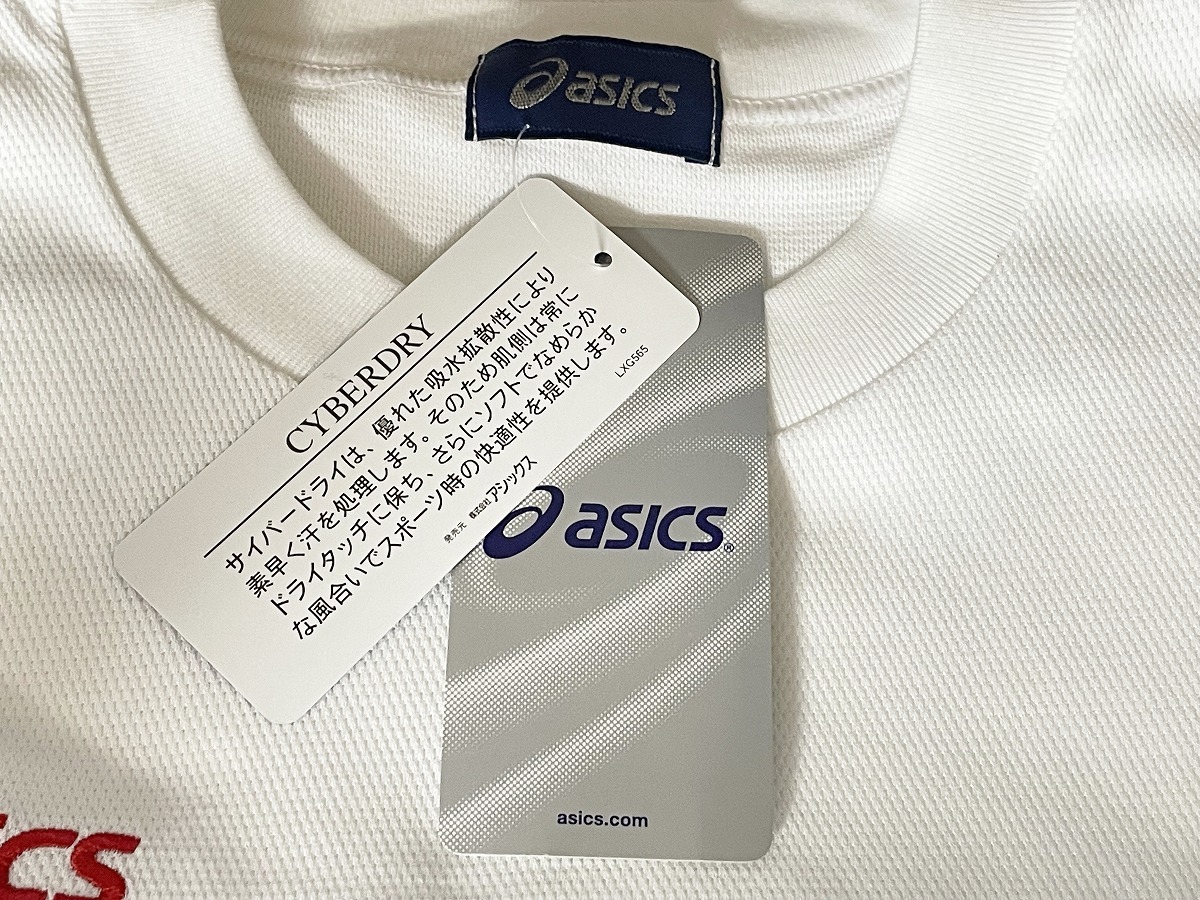 asics
CYBERDRY
サイバードライは、優れた吸水拡散性により
素早く汗を処理します。そのため肌側は常に
ドライタッチに保ち、さらにソフトでなめらか
な風合いでスポーツ時の快適性を提供します。
発売元 株式会社アシックス
LXG565
asics®
asics.com
ics